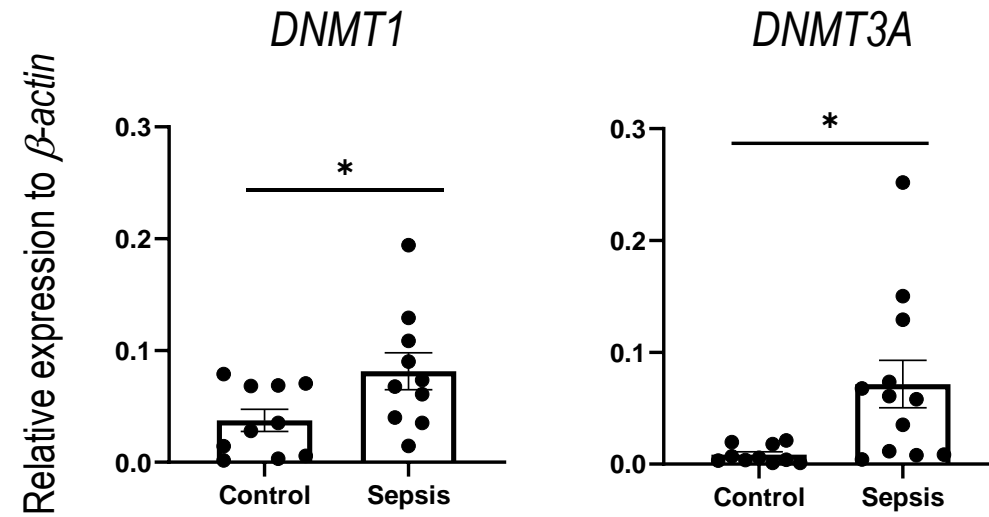 DNMT1
DNMT3A
Relative expression to β-actin
0.3
0.2
0.1
0.0
*
Control Sepsis
0.3
0.2
0.1
0.0
*
Control Sepsis